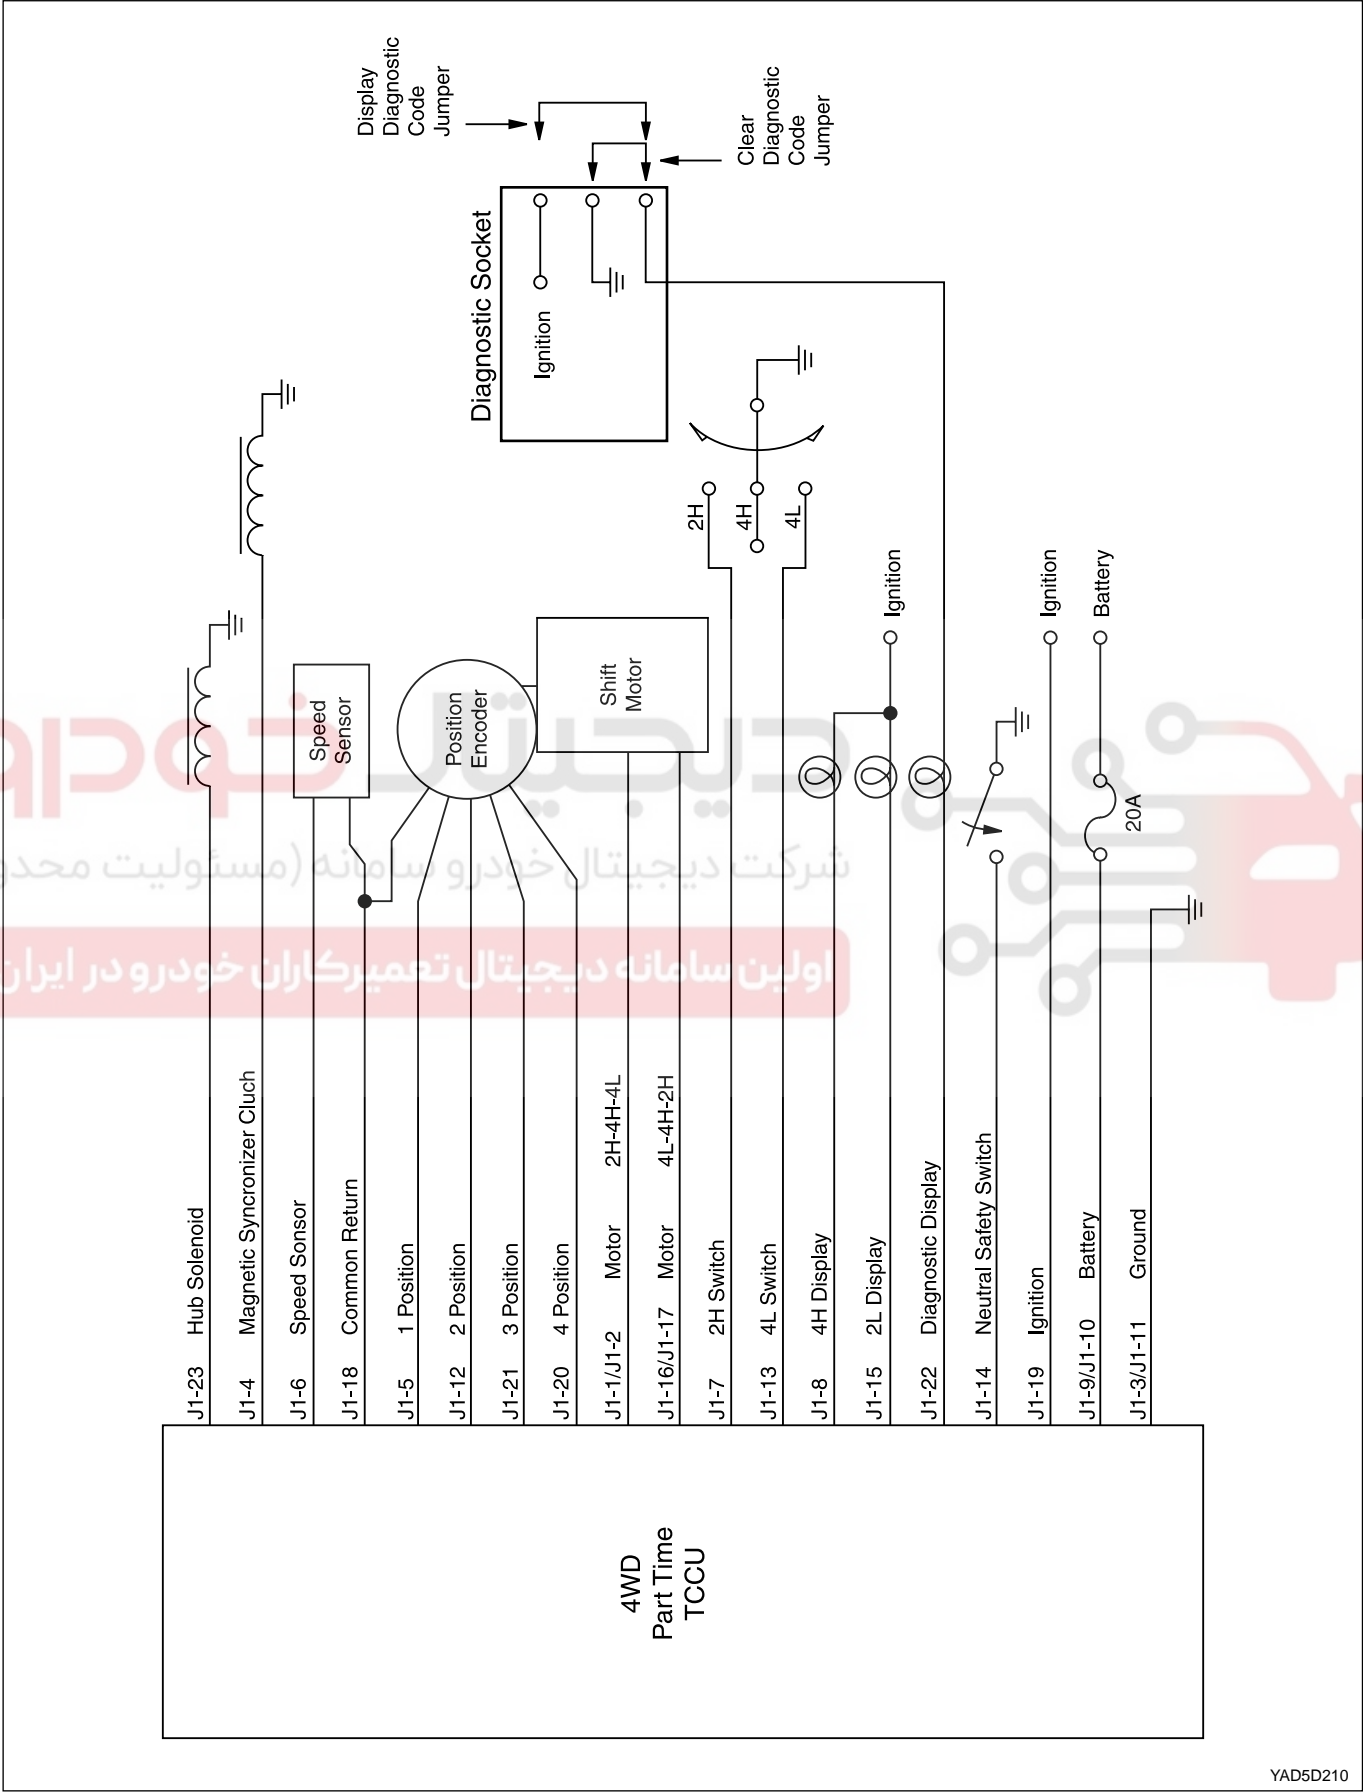 Display
Diagnostic
Code
Jumper
Clear
Diagnostic
Code
Jumper
Diagnostic Socket
Ignition
2H
4H
4L
Speed
Sensor
Position
Encoder
Shift
Motor
Ignition
Ignition
Battery
20A
دیجیتال خودرو
شرکت دیجیتال خودرو سامانه (مسئولیت
اولین سامانه دیجیتال تعمیرکاران خودرو در ایران
J1-23 Hub Solenoid
J1-4 Magnetic Syncronizer Cluch
J1-6 Speed Sonsor
J1-18 Common Return
J1-5 1 Position
J1-12 2 Position
J1-21 3 Position
J1-20 4 Position
J1-1/J1-2 Motor 2H-4H-4L
J1-16/J1-17 Motor 4L-4H-2H
J1-7 2H Switch
J1-13 4L Switch
J1-8 4H Display
J1-15 2L Display
J1-22 Diagnostic Display
J1-14 Neutral Safety Switch
J1-19 Ignition
J1-9/J1-10 Battery
J1-3/J1-11 Ground
4WD
Part Time
TCCU
YAD5D210